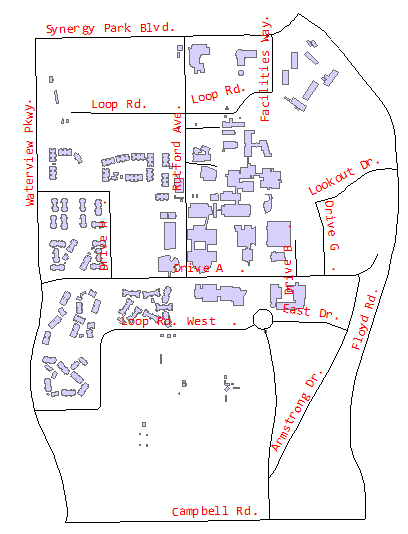 Synergy Park Blvd.
Facilities Way.
Loop Rd.
Loop Rd.
Waterview Pkwy.
Rutford Ave.
Lookout Dr.
Drive H .
Drive G .
Drive A .
Drive B .
Loop Rd. West .
East Dr.
Floyd Rd.
Armstrong Dr.
Campbell Rd.